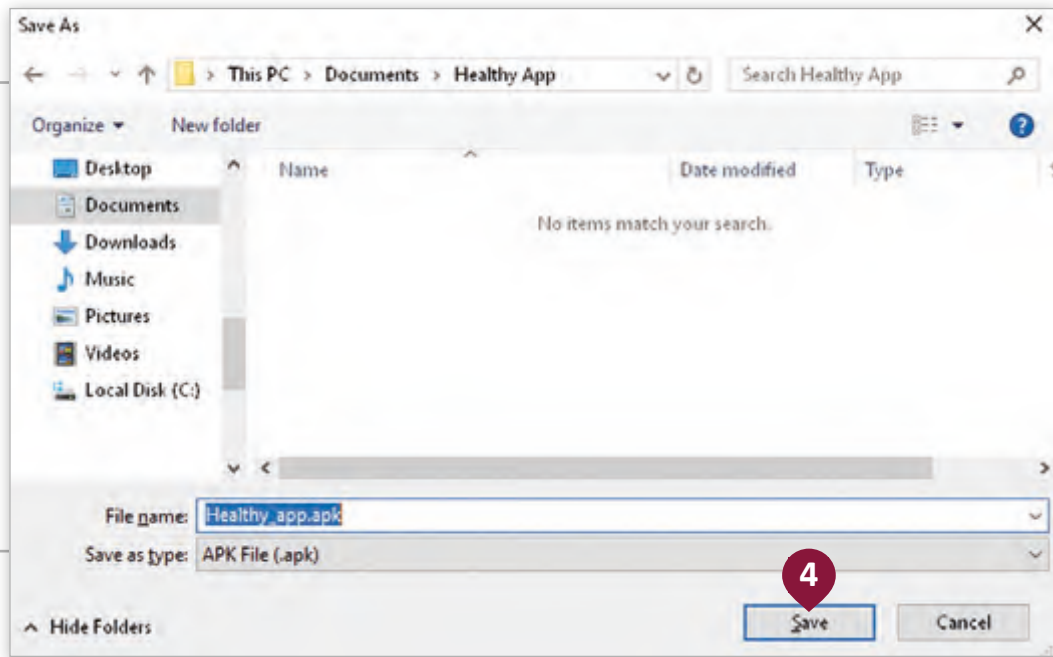 Save As
This PC > Documents > Healthy App
Search Healthy App
Organize
New folder
Name
Date modified
Type
Desktop
Documents
Downloads
Music
Pictures
Videos
Local Disk (C:)
No items match your search.
File name: Healthy_app.apk
Save as type: APK File (.apk)
4
Hide Folders
Save
Cancel